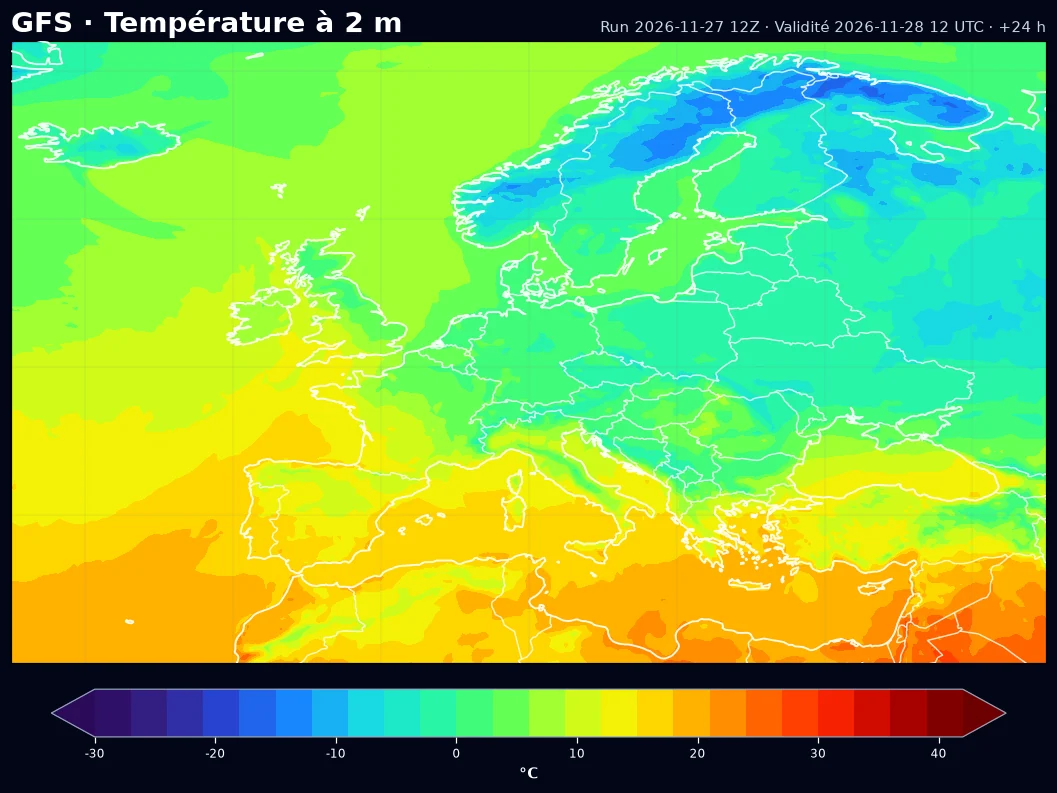 GFS · Température à 2 m
Run 2026-11-27 12Z · Validité 2026-11-28 12 UTC · +24 h
-30 -20 -10 0 10 20 30 40
°C